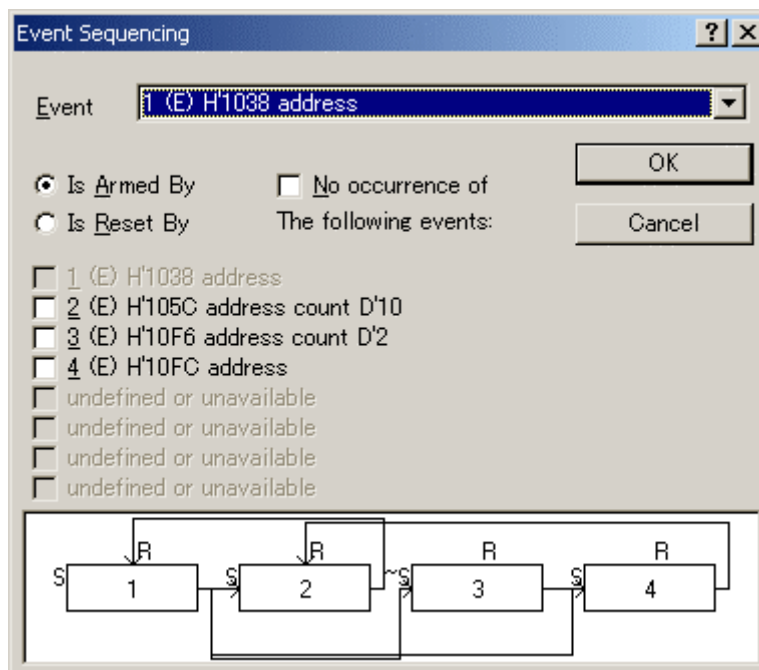 Event Sequencing
Event 1 (E) H'1038 address
Is Armed By No occurrence of OK
Is Reset By The following events: Cancel
1 (E) H'1038 address
2 (E) H'105C address count D'10
3 (E) H'10F6 address count D'2
4 (E) H'10FC address
undefined or unavailable
undefined or unavailable
undefined or unavailable
undefined or unavailable
R R R R
S S ~S S
1 2 3 4